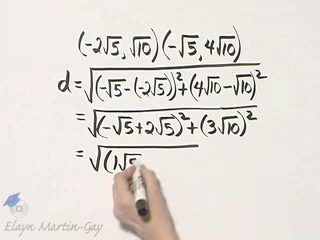 (-2√5, √10) (-√5, 4√10)
d = √((-√5 - (-2√5))² + (4√10 - √10)²
= √((-√5 + 2√5)² + (3√10)²
= √(1√5
Elayn Martin-Gay